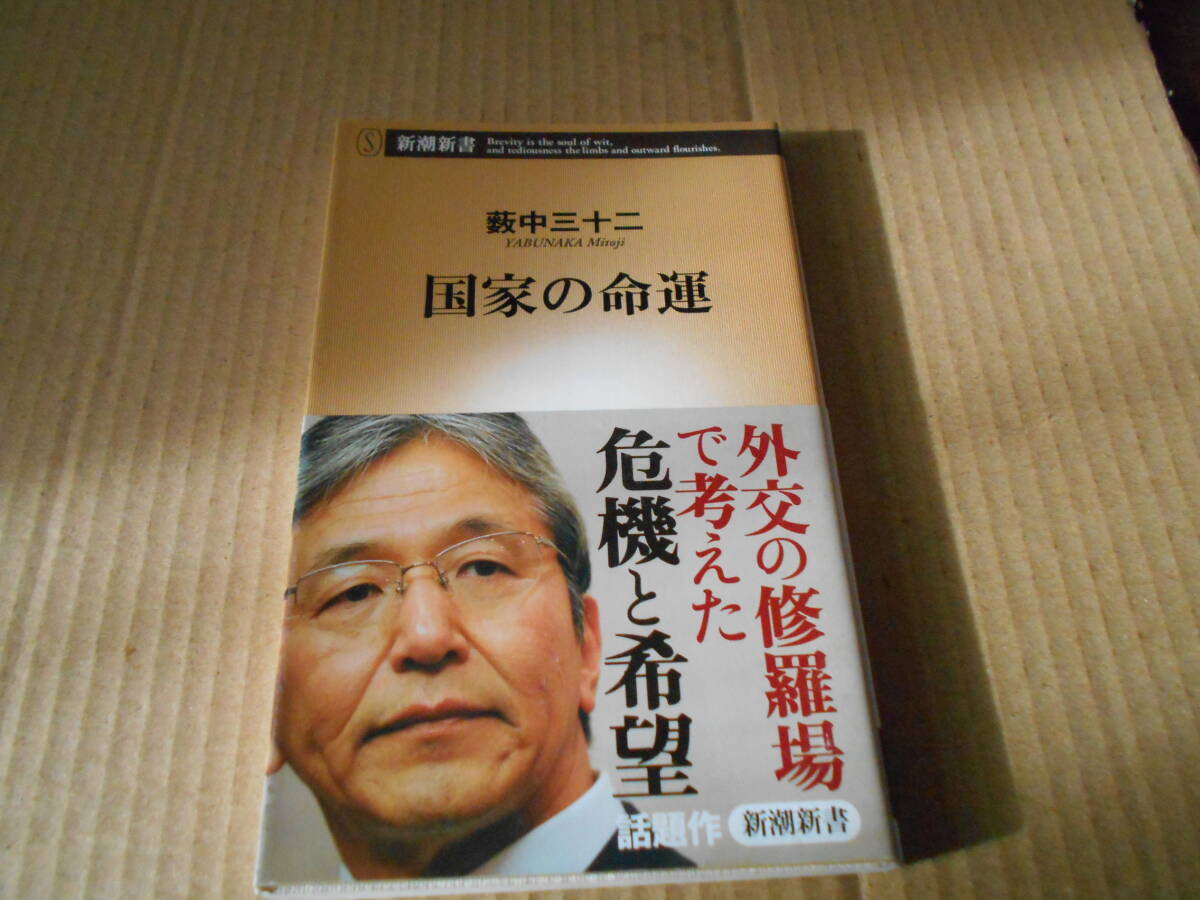 S
新潮新書
Brevity is the soul of wit,
and tediousness the limbs and outward flourishes.
薮中三十二
YABUNAKA Mitoji
国家の命運
外交の修羅場
で考えた
危機と希望
話題作
新潮新書